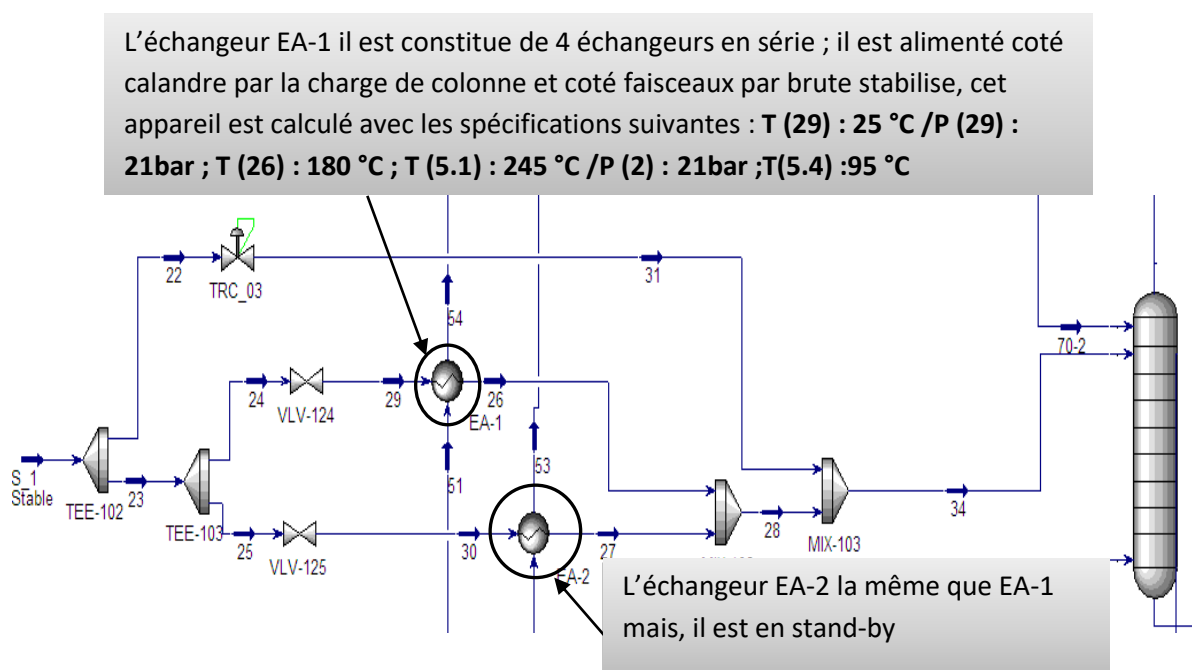 L’échangeur EA-1 il est constitue de 4 échangeurs en série ; il est alimenté coté
calandre par la charge de colonne et coté faisceaux par brute stabilise, cet
appareil est calculé avec les spécifications suivantes : T (29) : 25 °C /P (29) :
21bar ; T (26) : 180 °C ; T (5.1) : 245 °C /P (2) : 21bar ;T(5.4) :95 °C
22
TRC_03
31
54
70-2
24
VLV-124
29
26
EA-1
S_1
Stable
TEE-102
23
TEE-103
51
53
28
MIX-103
34
25
VLV-125
30
27
EA-2
L’échangeur EA-2 la même que EA-1
mais, il est en stand-by